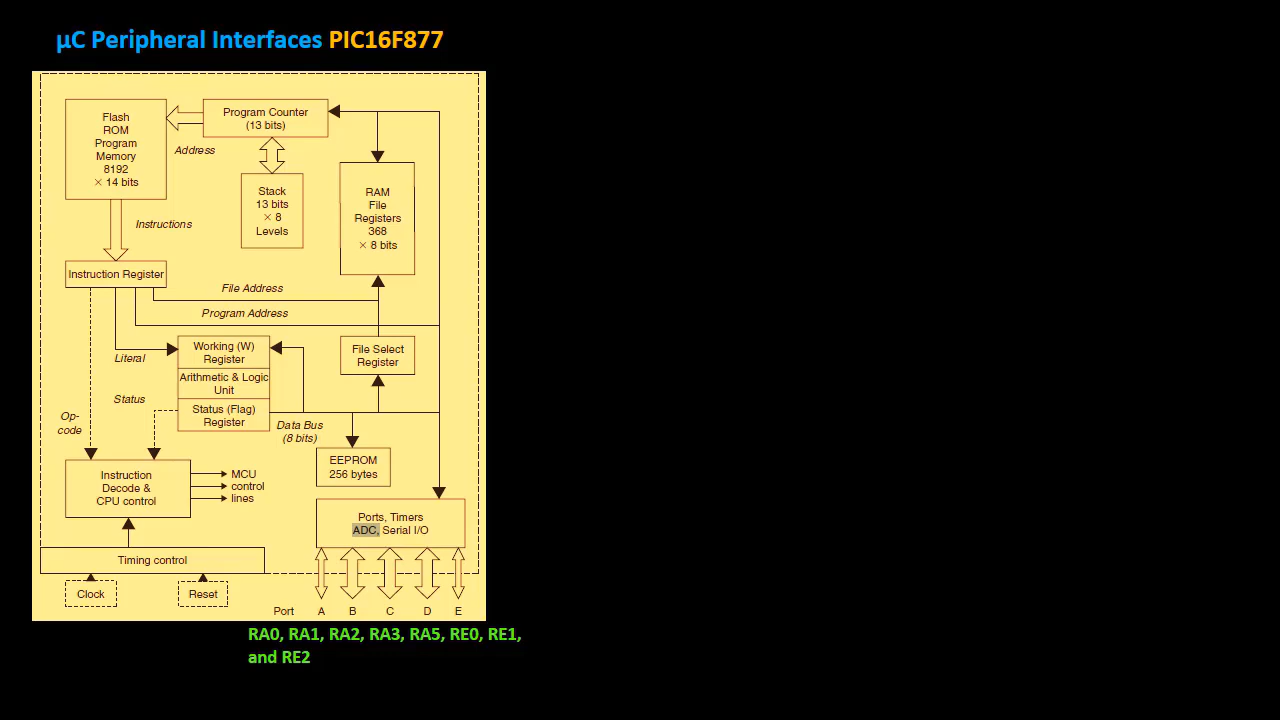 µC Peripheral Interfaces PIC16F877
Flash
ROM
Program
Memory
8192
× 14 bits
Program Counter
(13 bits)
Address
Stack
13 bits
× 8
Levels
RAM
File
Registers
368
× 8 bits
Instructions
Instruction Register
File Address
Program Address
Literal
Working (W)
Register
File Select
Register
Arithmetic & Logic
Unit
Status
Status (Flag)
Register
Op-
code
Data Bus
(8 bits)
EEPROM
256 bytes
Instruction
Decode &
CPU control
MCU
control
lines
Ports, Timers
ADC, Serial I/O
Timing control
Clock
Reset
Port A B C D E
RA0, RA1, RA2, RA3, RA5, RE0, RE1,
and RE2